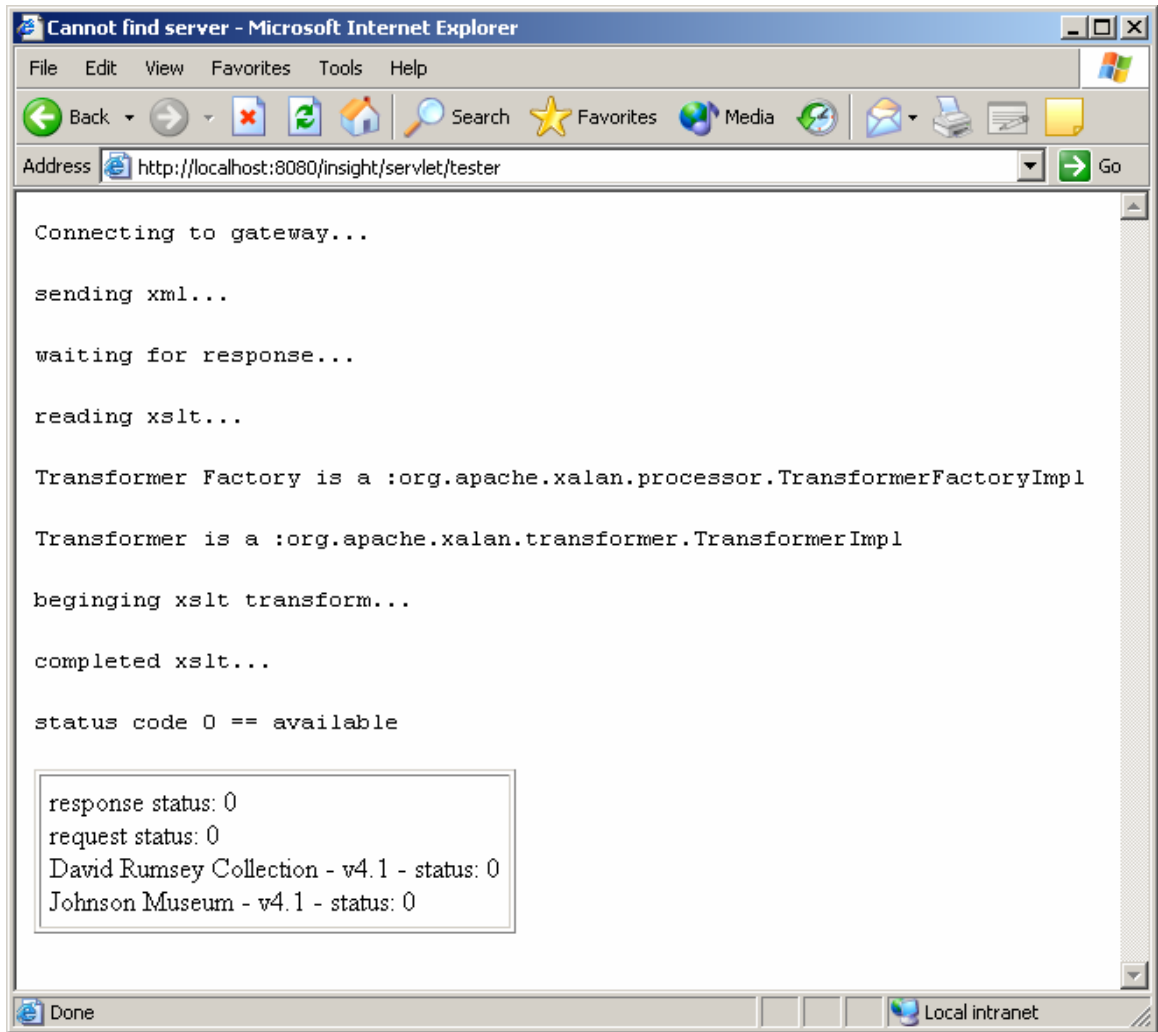 Cannot find server - Microsoft Internet Explorer
File Edit View Favorites Tools Help
Back Search Favorites Media
Address http://localhost:8080/insight/servlet/tester Go
Connecting to gateway...
sending xml...
waiting for response...
reading xslt...
Transformer Factory is a :org.apache.xalan.processor.TransformerFactoryImpl
Transformer is a :org.apache.xalan.transformer.TransformerImpl
beginging xslt transform...
completed xslt...
status code 0 == available
response status: 0
request status: 0
David Rumsey Collection - v4.1 - status: 0
Johnson Museum - v4.1 - status: 0
Done Local intranet